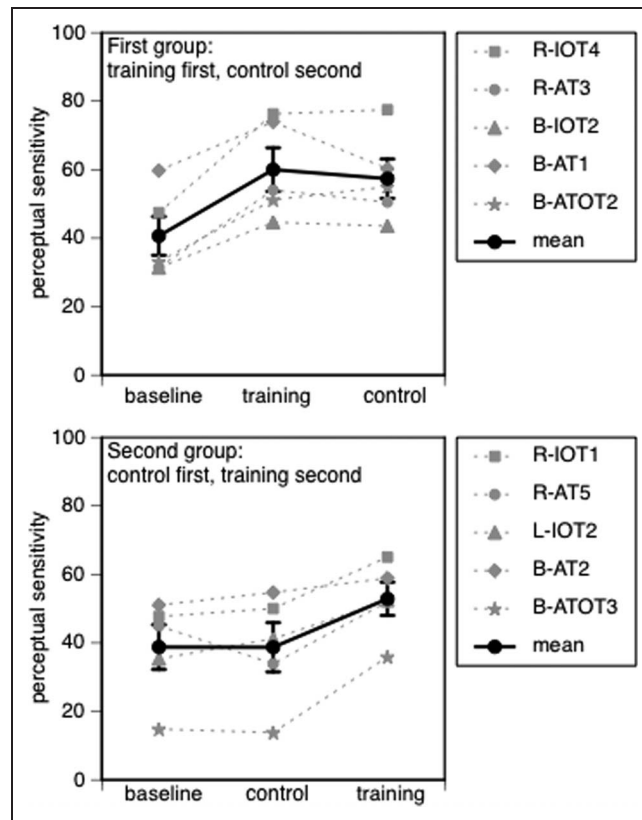 100
80
60
40
20
0
perceptual sensitivity
First group:
training first, control second
baseline
training
control
R-IOT4
R-AT3
B-IOT2
B-AT1
B-ATOT2
mean
100
80
60
40
20
0
perceptual sensitivity
Second group:
control first, training second
baseline
control
training
R-IOT1
R-AT5
L-IOT2
B-AT2
B-ATOT3
mean